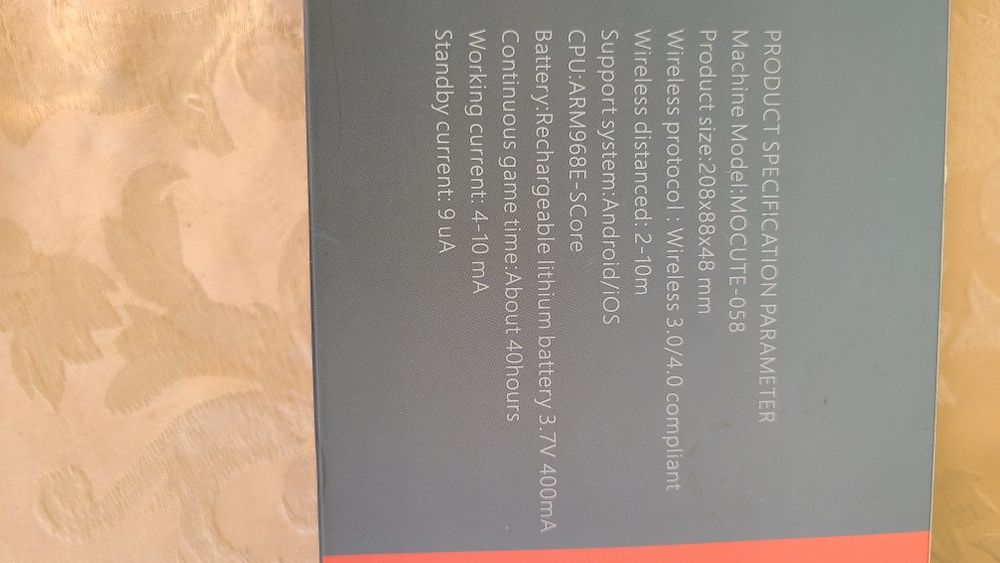 PRODUCT SPECIFICATION PARAMETER
Machine Model:MOCUTE-058
Product size:208x88x48 mm
Wireless protocol : Wireless 3.0/4.0 compliant
Wireless distanced: 2-10m
Support system:Android/iOS
CPU:ARM968E-SCore
Battery:Rechargeable lithium battery 3.7V 400mA
Continuous game time:About 40hours
Working current: 4-10 mA
Standby current: 9 uA